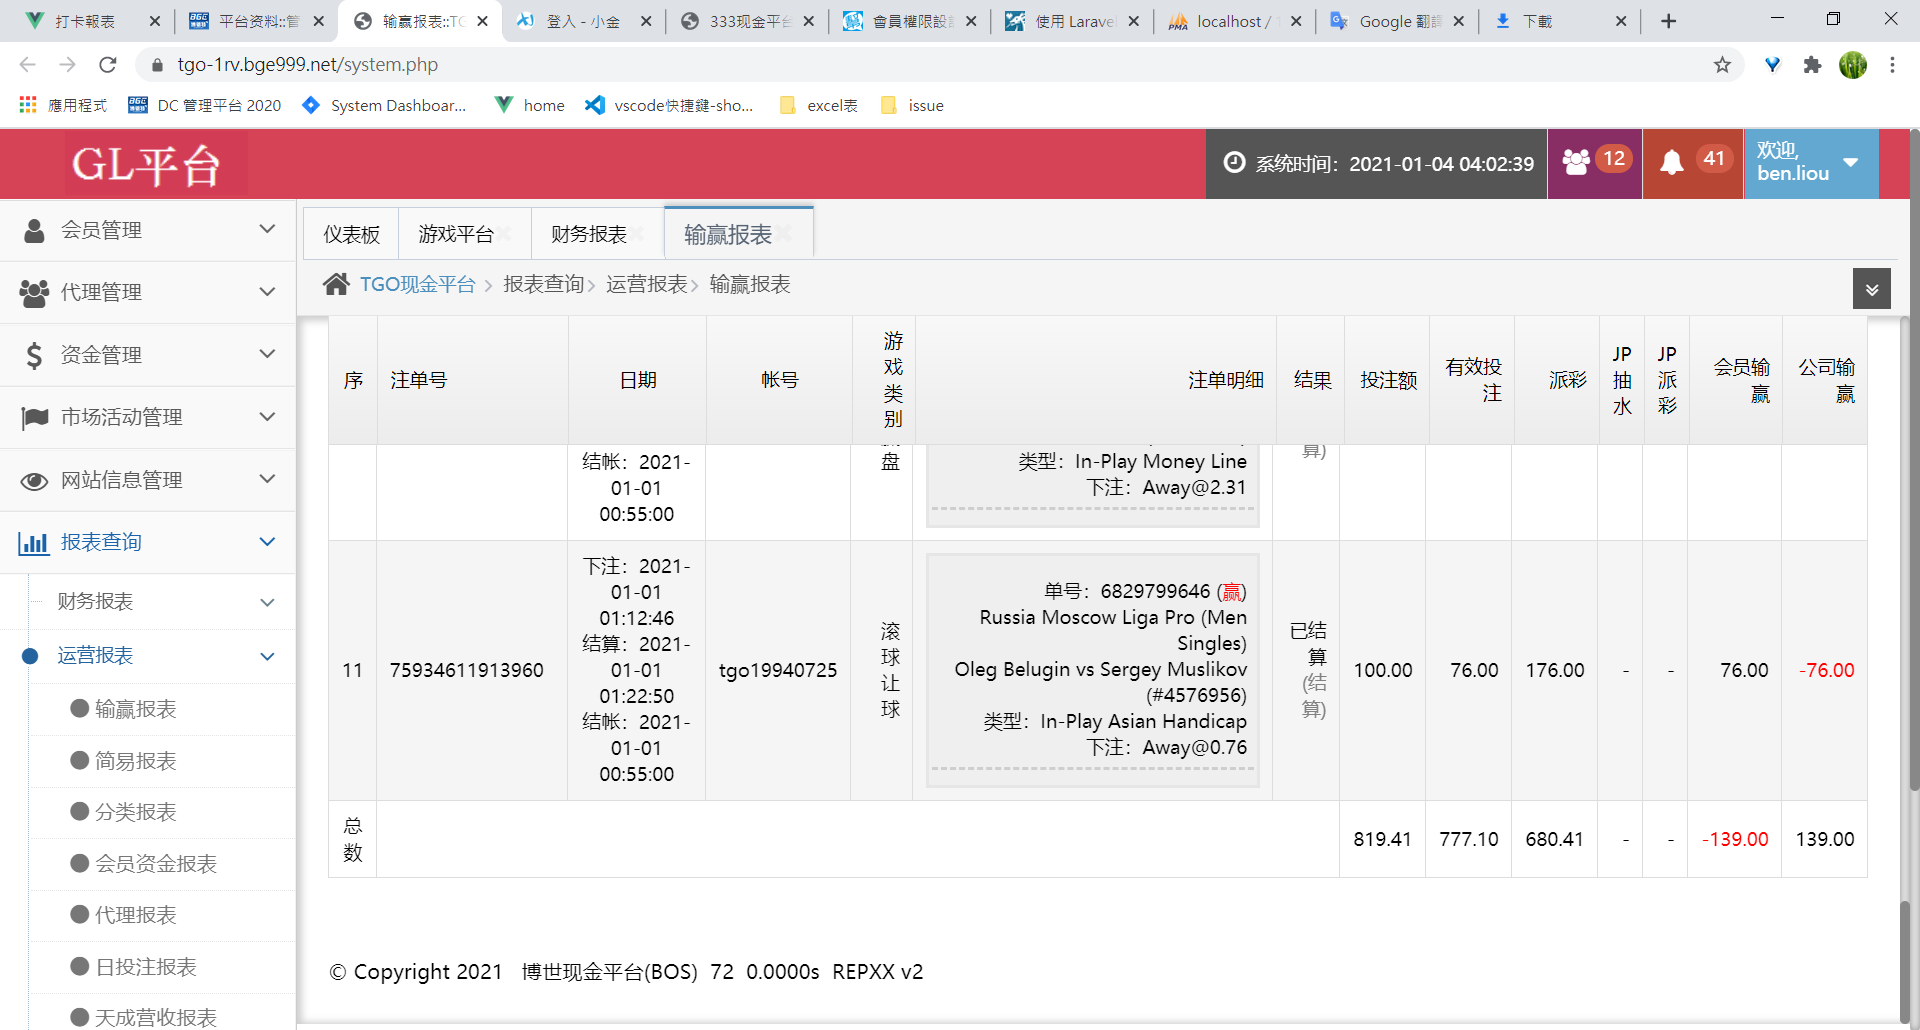 打卡報表
平台资料::管
输赢报表::TG
登入 - 小金
333现金平台
會員權限設
使用 Larave
localhost / 1
Google 翻譯
下載
tgo-1rv.bge999.net/system.php
應用程式
DC 管理平台 2020
System Dashboar...
home
vscode快捷鍵-sho...
excel表
issue
GL平台
系统时间：2021-01-04 04:02:39
12
41
欢迎,
ben.liou
会员管理
代理管理
资金管理
市场活动管理
网站信息管理
报表查询
财务报表
运营报表
输赢报表
简易报表
分类报表
会员资金报表
代理报表
日投注报表
天成营收报表
仪表板
游戏平台
财务报表
输赢报表
TGO现金平台 > 报表查询 > 运营报表 > 输赢报表
序
注单号
日期
帐号
游
戏
类
别
注单明细
结果
投注额
有效投
注
派彩
JP
抽
水
JP
派
彩
会员输
赢
公司输
赢
结帐：2021-
01-01
00:55:00
盘
类型：In-Play Money Line
下注：Away@2.31
算)
11
75934611913960
下注：2021-
01-01
01:12:46
结算：2021-
01-01
01:22:50
结帐：2021-
01-01
00:55:00
tgo19940725
滚
球
让
球
单号：6829799646 (赢)
Russia Moscow Liga Pro (Men
Singles)
Oleg Belugin vs Sergey Muslikov
(#4576956)
类型：In-Play Asian Handicap
下注：Away@0.76
已结
算
(结
算)
100.00
76.00
176.00
-
-
76.00
-76.00
总
数
819.41
777.10
680.41
-
-
-139.00
139.00
© Copyright 2021 博世现金平台(BOS) 72 0.0000s REPXX v2